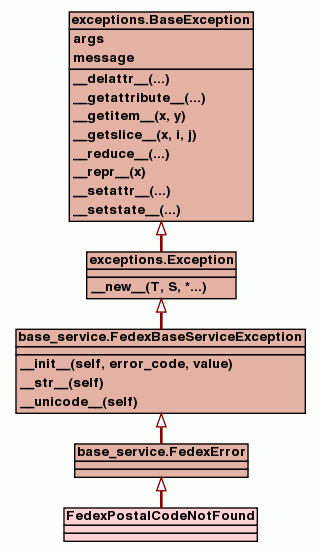 exceptions.BaseException
args
message
__delattr__(...)
__getattribute__(...)
__getitem__(x, y)
__getslice__(x, i, j)
__reduce__(...)
__repr__(x)
__setattr__(...)
__setstate__(...)
exceptions.Exception
__new__(T, S, *...)
base_service.FedexBaseServiceException
__init__(self, error_code, value)
__str__(self)
__unicode__(self)
base_service.FedexError
FedexPostalCodeNotFound